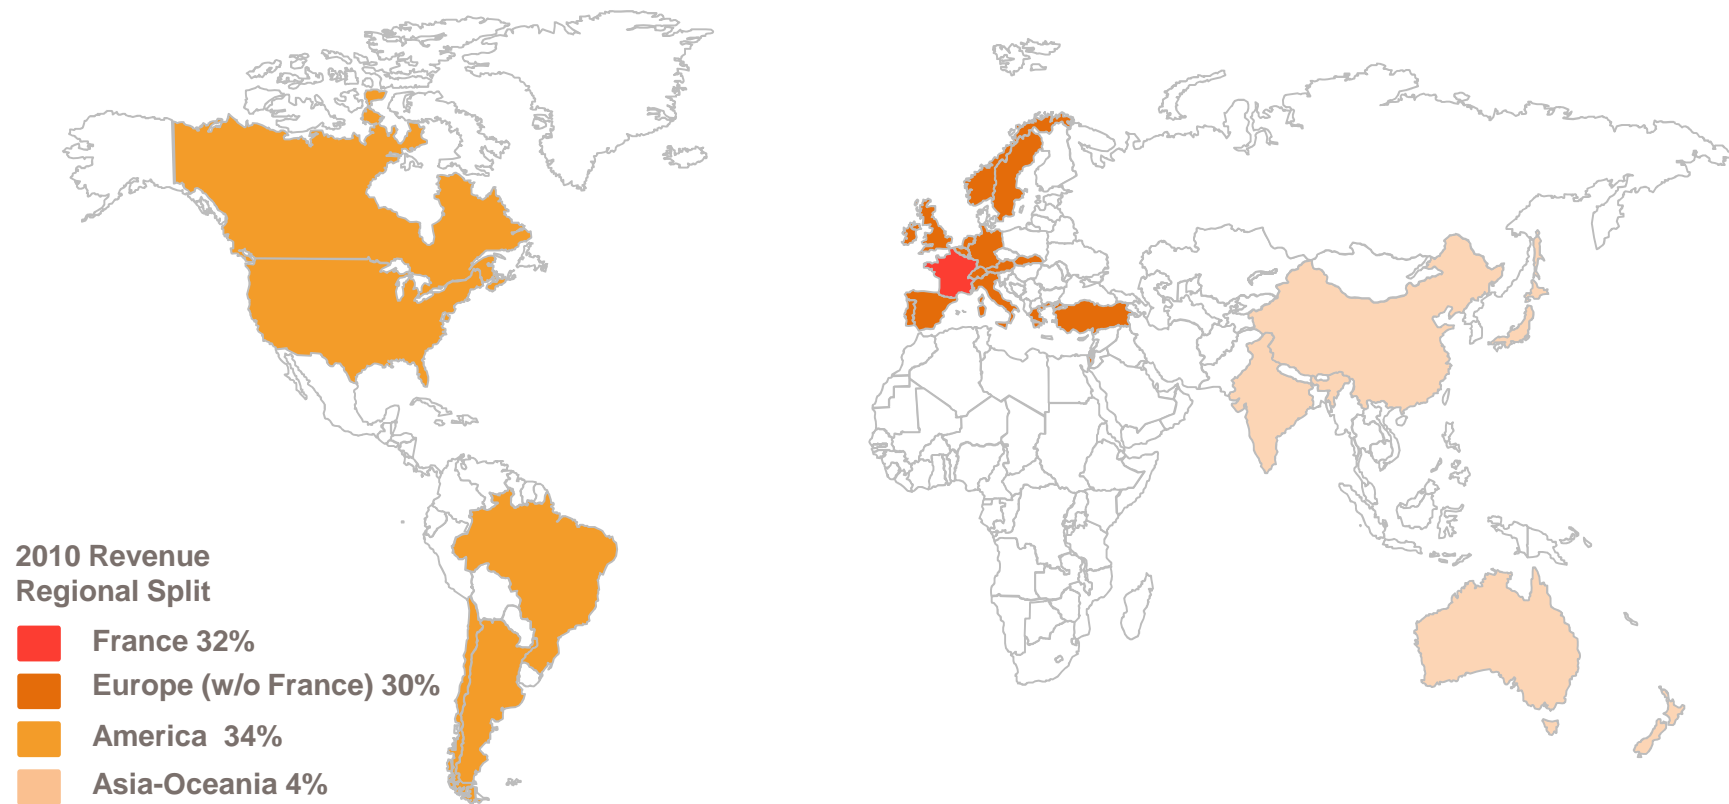 2010 Revenue
Regional Split
France 32%
Europe (w/o France) 30%
America 34%
Asia-Oceania 4%